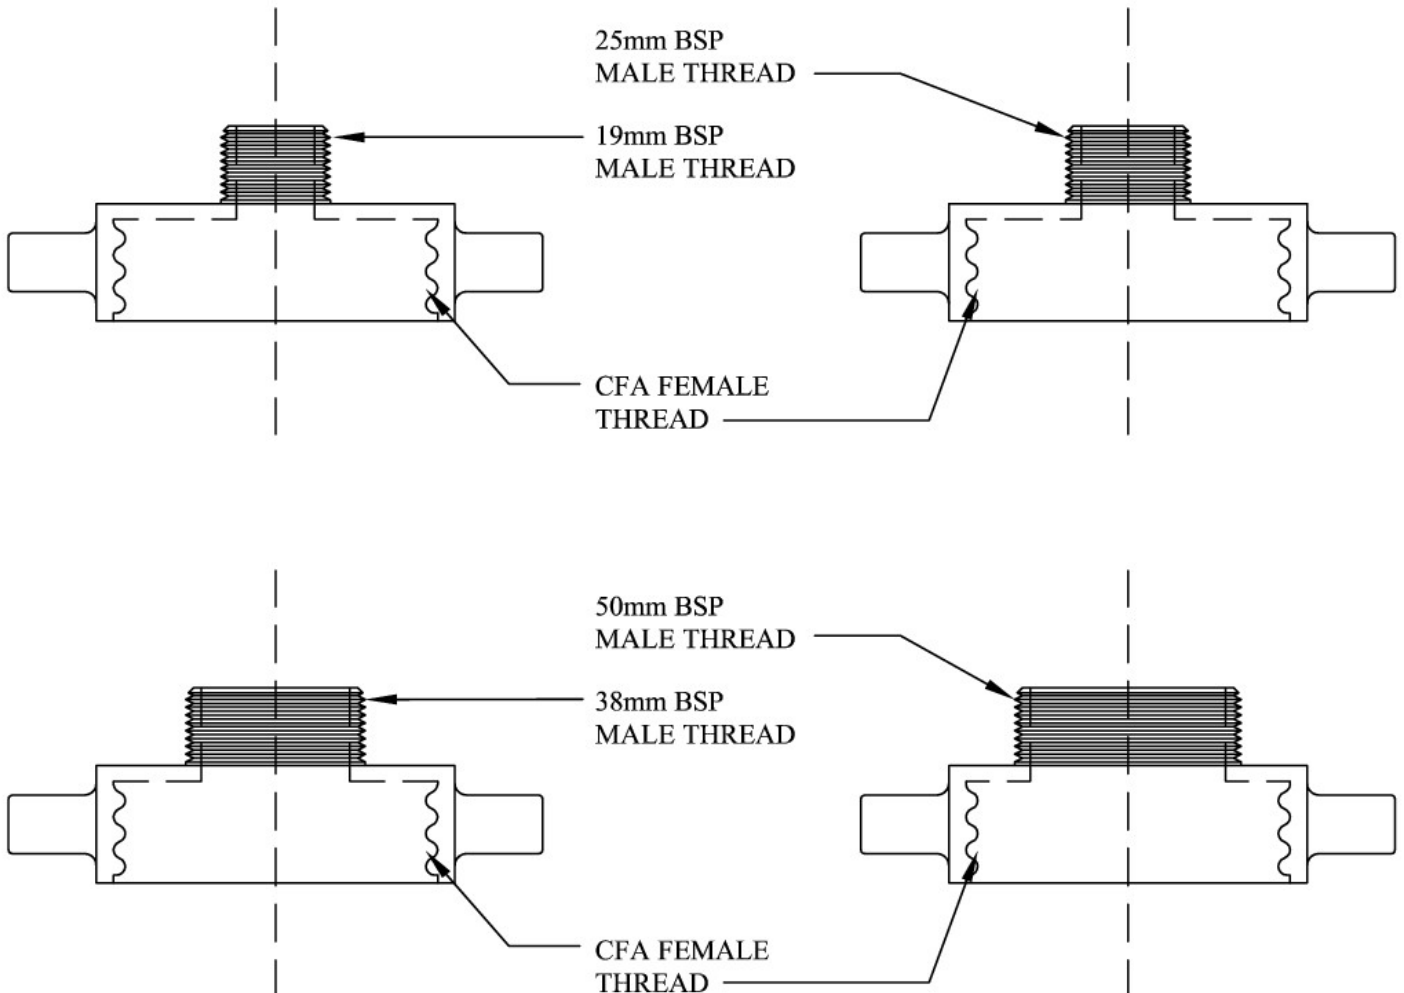 25mm BSP
MALE THREAD
19mm BSP
MALE THREAD
CFA FEMALE
THREAD
50mm BSP
MALE THREAD
38mm BSP
MALE THREAD
CFA FEMALE
THREAD